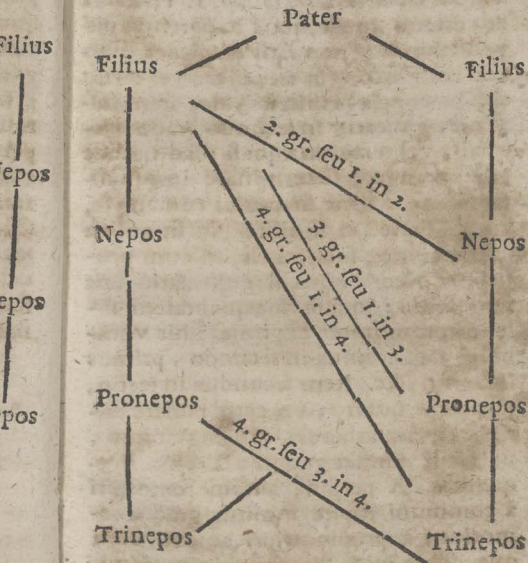 Pater
Filius
Filius
Filius
2. gr. ſeu 1. in 2.
3. gr. ſeu 1. in 3.
4. gr. ſeu 1. in 4.
Nepos
Nepos
Pronepos
Pronepos
4. gr. ſeu 3. in 4.
Trinepos
Trinepos